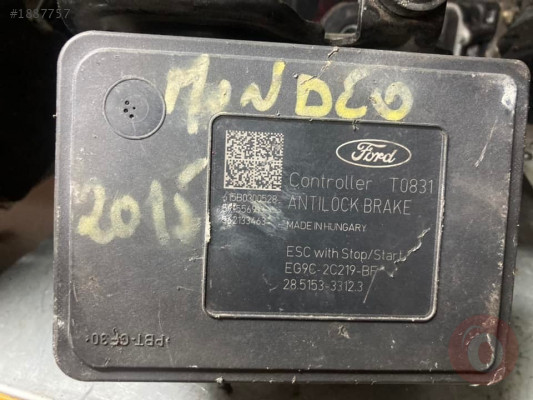 #1887757
MONDEO
2015
Ford
Controller T0831
ANTILOCK BRAKE
MADE IN HUNGARY
ESC with Stop/Start
EG9C-2C219-BF
28.5153-3312.3
615B0300528
>PBT-GF30<